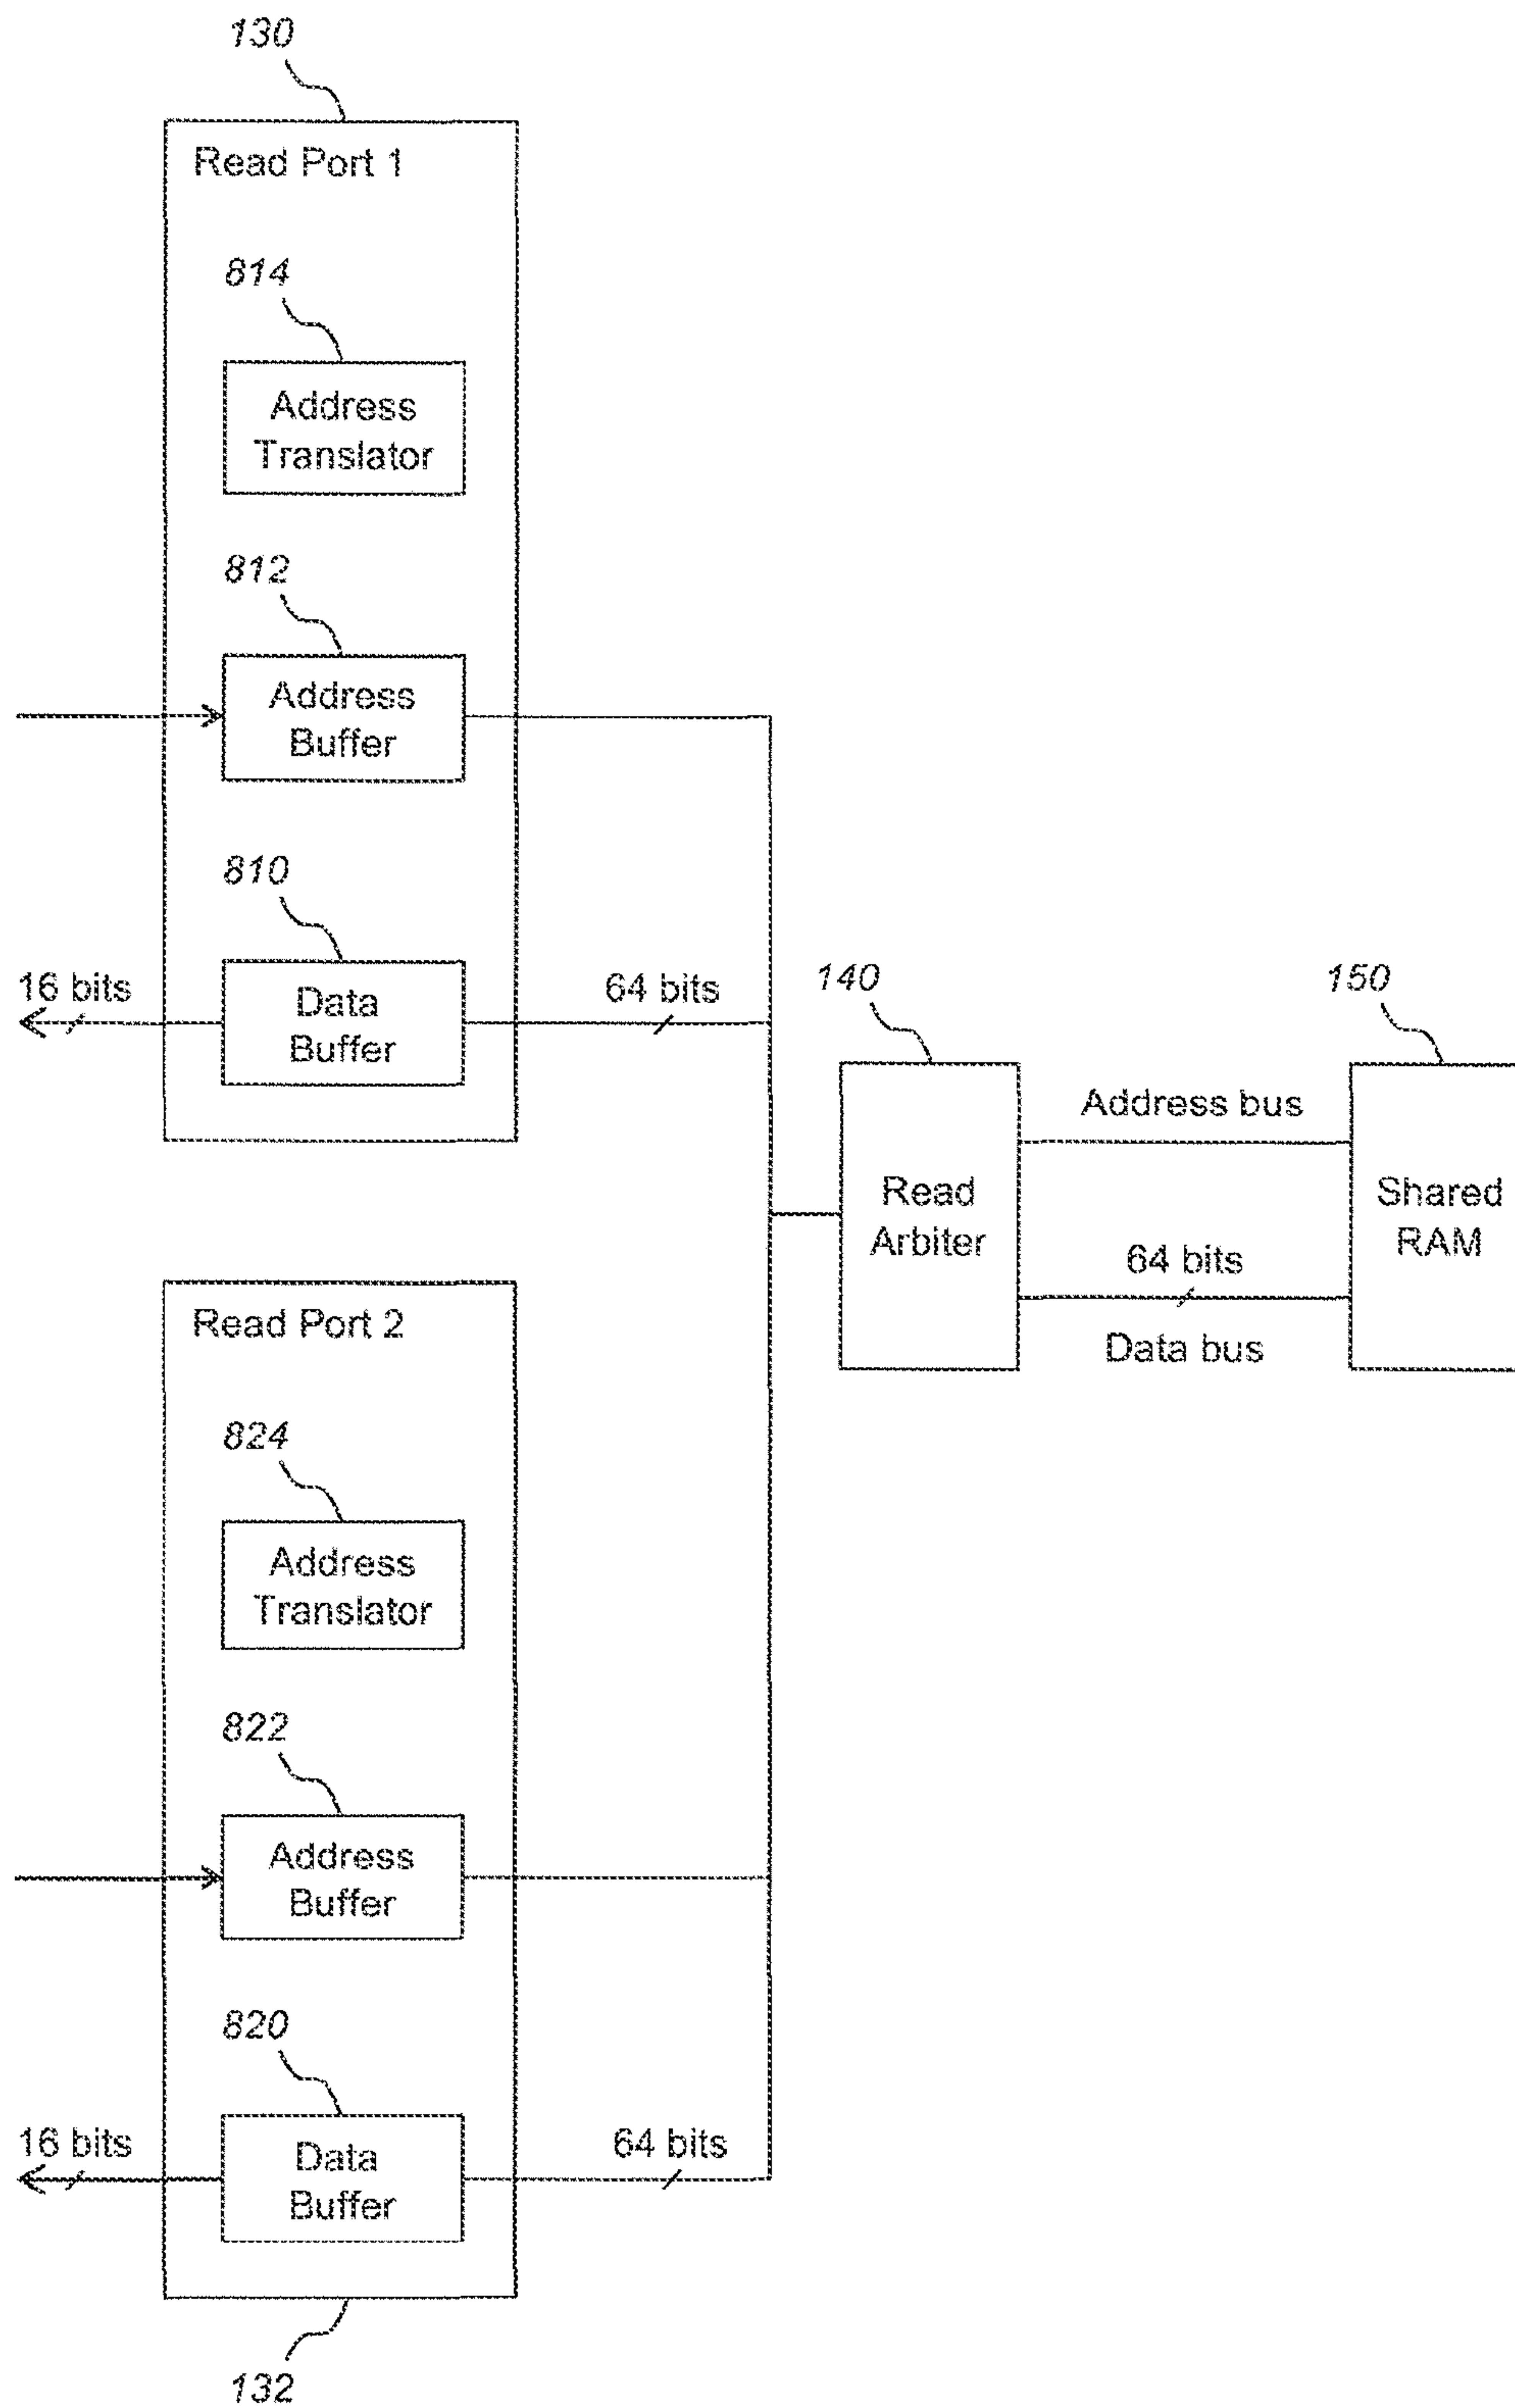 130
Read Port 1
814
Address
Translator
812
Address
Buffer
810
16 bits
Data
Buffer
64 bits
140
150
Read
Arbiter
Address bus
64 bits
Data bus
Shared
RAM
Read Port 2
824
Address
Translator
822
Address
Buffer
820
16 bits
Data
Buffer
64 bits
132